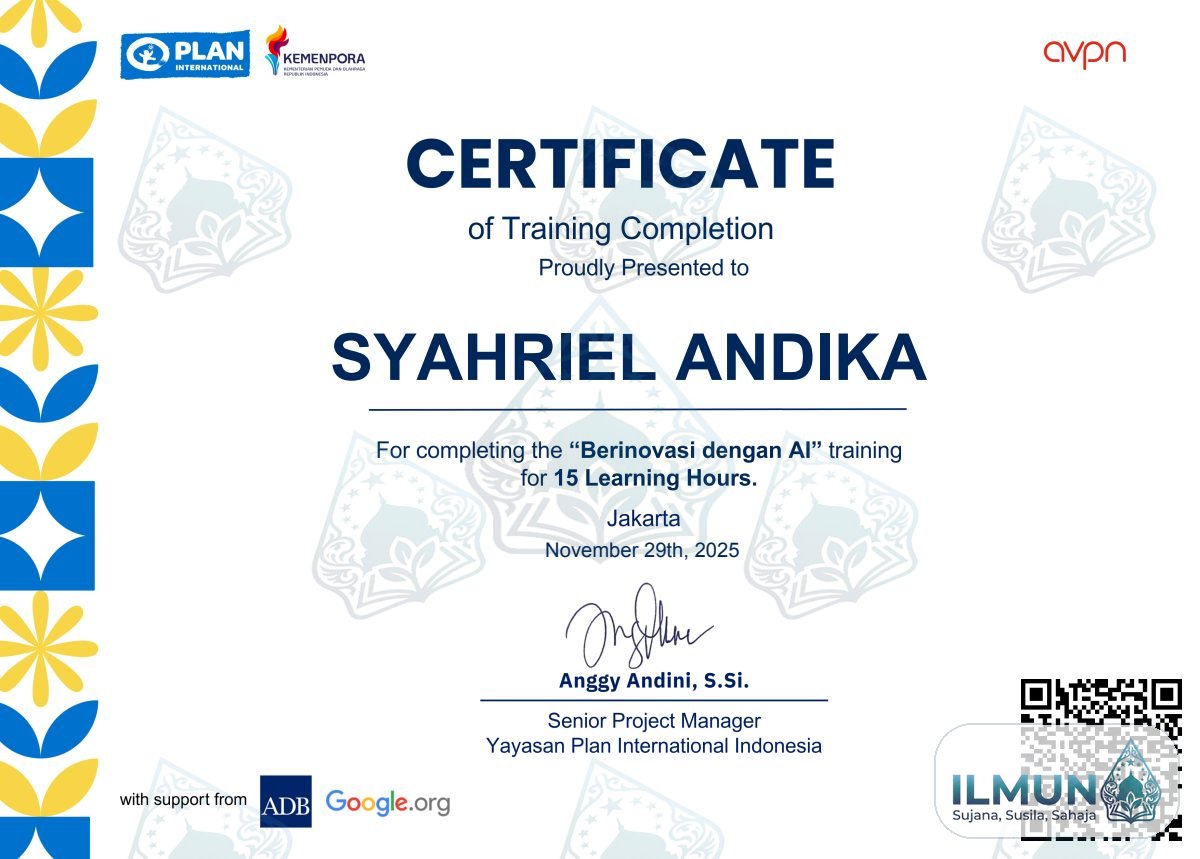 PLAN
INTERNATIONAL
KEMENPORA
KEMENTERIAN PEMUDA DAN OLAHRAGA
REPUBLIK INDONESIA
avpn
CERTIFICATE
of Training Completion
Proudly Presented to
SYAHRIEL ANDIKA
For completing the “Berinovasi dengan AI” training
for 15 Learning Hours.
Jakarta
November 29th, 2025
Anggy Andini, S.Si.
Senior Project Manager
Yayasan Plan International Indonesia
with support from ADB Google.org
ILMUN
Sujana, Susila, Sahaja